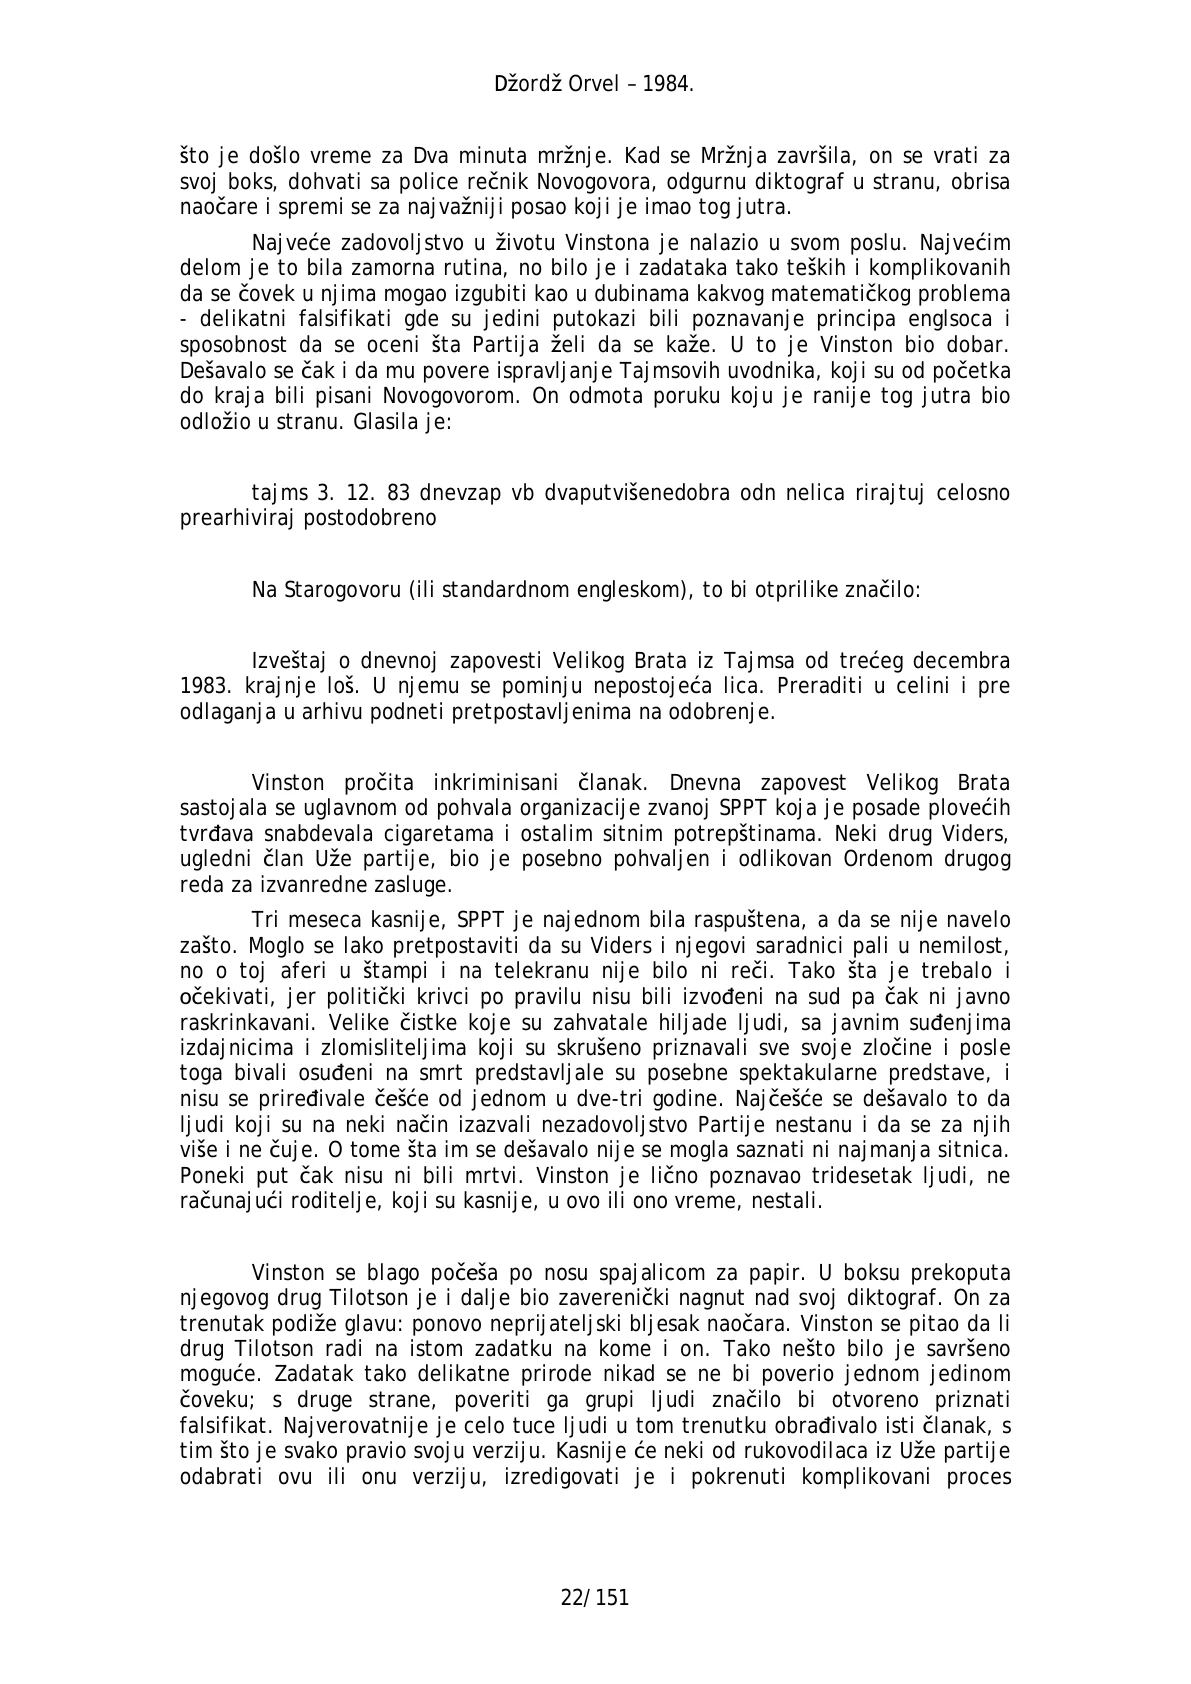 Džordž Orvel – 1984.
što je došlo vreme za Dva minuta mržnje. Kad se Mržnja završila, on se vrati za
svoj boks, dohvati sa police rečnik Novogovora, odgurnu diktograf u stranu, obrisa
naočare i spremi se za najvažniji posao koji je imao tog jutra.
Najveće zadovoljstvo u životu Vinstona je nalazio u svom poslu. Najvećim
delom je to bila zamorna rutina, no bilo je i zadataka tako teških i komplikovanih
da se čovek u njima mogao izgubiti kao u dubinama kakvog matematičkog problema
- delikatni falsifikati gde su jedini putokazi bili poznavanje principa englsoca i
sposobnost da se oceni šta Partija želi da se kaže. U to je Vinston bio dobar.
Dešavalo se čak i da mu povere ispravljanje Tajmsovih uvodnika, koji su od početka
do kraja bili pisani Novogovorom. On odmota poruku koju je ranije tog jutra bio
odložio u stranu. Glasila je:
tajms 3. 12. 83 dnevzap vb dvaputvišenedobra odn nelica rirajtuj celosno
prearhiviraj postodobreno
Na Starogovoru (ili standardnom engleskom), to bi otprilike značilo:
Izveštaj o dnevnoj zapovesti Velikog Brata iz Tajmsa od trećeg decembra
1983. krajnje loš. U njemu se pominju nepostojeća lica. Preraditi u celini i pre
odlaganja u arhivu podneti pretpostavljenima na odobrenje.
Vinston pročita inkriminisani članak. Dnevna zapovest Velikog Brata
sastojala se uglavnom od pohvala organizacije zvanoj SPPT koja je posade plovećih
tvrđava snabdevala cigaretama i ostalim sitnim potrepštinama. Neki drug Viders,
ugledni član Uže partije, bio je posebno pohvaljen i odlikovan Ordenom drugog
reda za izvanredne zasluge.
Tri meseca kasnije, SPPT je najednom bila raspuštena, a da se nije navelo
zašto. Moglo se lako pretpostaviti da su Viders i njegovi saradnici pali u nemilost,
no o toj aferi u štampi i na telekranu nije bilo ni reči. Tako šta je trebalo i
očekivati, jer politički krivci po pravilu nisu bili izvođeni na sud pa čak ni javno
raskrinkavani. Velike čistke koje su zahvatale hiljade ljudi, sa javnim suđenjima
izdajnicima i zlomisliteljima koji su skrušeno priznavali sve svoje zločine i posle
toga bivali osuđeni na smrt predstavljale su posebne spektakularne predstave, i
nisu se priređivale češće od jednom u dve-tri godine. Najčešće se dešavalo to da
ljudi koji su na neki način izazvali nezadovoljstvo Partije nestanu i da se za njih
više i ne čuje. O tome šta im se dešavalo nije se mogla saznati ni najmanja sitnica.
Poneki put čak nisu ni bili mrtvi. Vinston je lično poznavao tridesetak ljudi, ne
računajući roditelje, koji su kasnije, u ovo ili ono vreme, nestali.
Vinston se blago počeša po nosu spajalicom za papir. U boksu prekoputa
njegovog drug Tilotson je i dalje bio zaverenički nagnut nad svoj diktograf. On za
trenutak podiže glavu: ponovo neprijateljski bljesak naočara. Vinston se pitao da li
drug Tilotson radi na istom zadatku na kome i on. Tako nešto bilo je savršeno
moguće. Zadatak tako delikatne prirode nikad se ne bi poverio jednom jedinom
čoveku; s druge strane, poveriti ga grupi ljudi značilo bi otvoreno priznati
falsifikat. Najverovatnije je celo tuce ljudi u tom trenutku obrađivalo isti članak, s
tim što je svako pravio svoju verziju. Kasnije će neki od rukovodilaca iz Uže partije
odabrati ovu ili onu verziju, izredigovati je i pokrenuti komplikovani proces
22/151